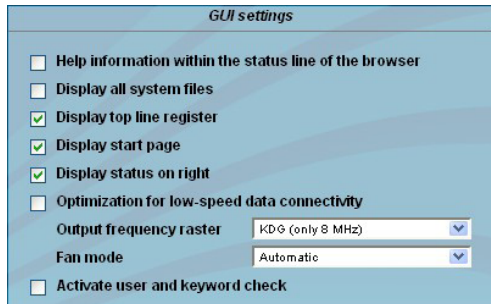 GUI settings
Help information within the status line of the browser
Display all system files
Display top line register
Display start page
Display status on right
Optimization for low-speed data connectivity
Output frequency raster KDG (only 8 MHz)
Fan mode Automatic
Activate user and keyword check